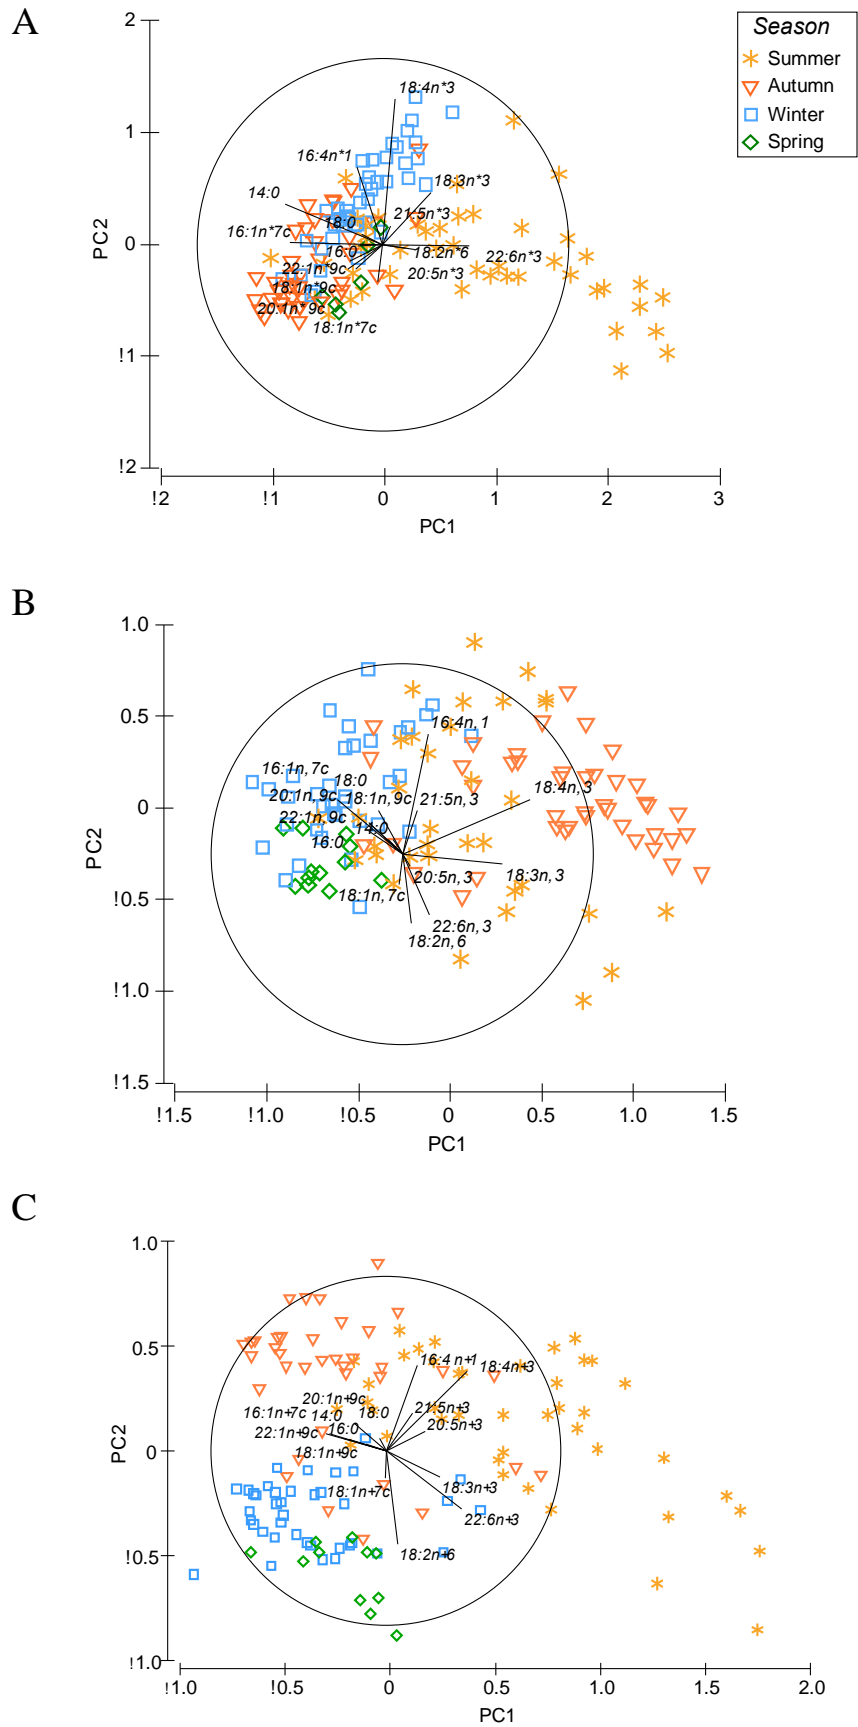 A
Season
Summer
Autumn
Winter
Spring
2
1
0
!1
!2
PC2
18:4n*3
16:4n*1
18:3n*3
14:0
21:5n*3
18:0
16:1n*7c
16:0
18:2n*6
22:6n*3
22:1n*9c
20:5n*3
18:1n*9c
20:1n*9c
18:1n*7c
!2
!1
0
1
2
3
PC1
B
1.0
0.5
0
!0.5
!1.0
!1.5
PC2
16:4n,1
16:1n,7c
18:0
18:4n,3
20:1n,9c
18:1n,9c
21:5n,3
22:1n,9c
14:0
16:0
20:5n,3
18:3n,3
18:1n,7c
22:6n,3
18:2n,6
!1.5
!1.0
!0.5
0
0.5
1.0
1.5
PC1
C
1.0
0.5
0
!0.5
!1.0
PC2
16:4n+1
18:4n+3
20:1n+9c
16:1n+7c
14:0
18:0
21:5n+3
22:1n+9c
16:0
20:5n+3
18:1n+9c
18:1n+7c
18:3n+3
22:6n+3
18:2n+6
!1.0
!0.5
0
0.5
1.0
1.5
2.0
PC1